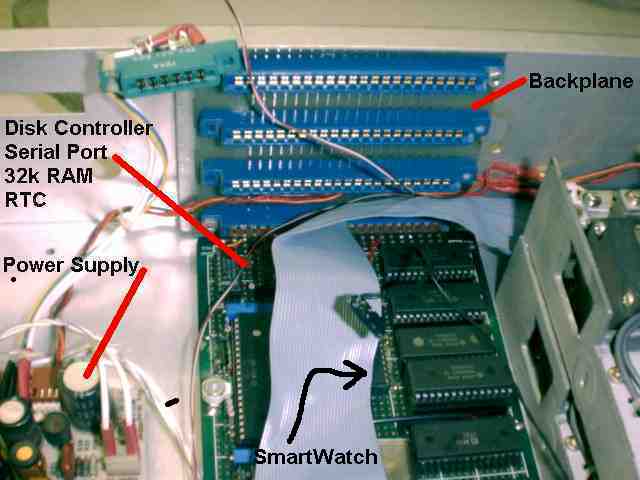 Backplane
Disk Controller
Serial Port
32k RAM
RTC
Power Supply
SmartWatch